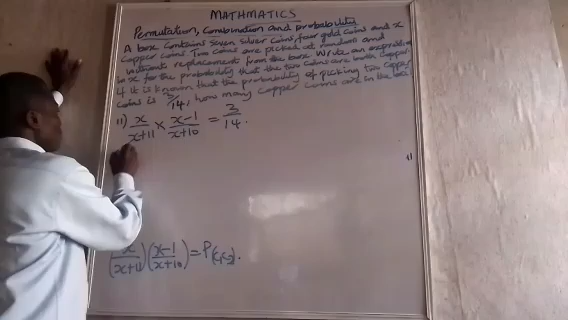 MATHMATICS
Permutation, Combination and probability
A box contains seven silver coins, four gold coins and x
copper coins. Two coins are picked at random and
without replacement from the box. Write an expression
in x for the probability that the two coins are both copper
if it is known that the probability of picking two copper
coins is 3/14, how many copper coins are in the box
11) x/x+11 × x-1/x+10 = 3/14.
(x/x+11)(x-1/x+10) = P(C1C2).